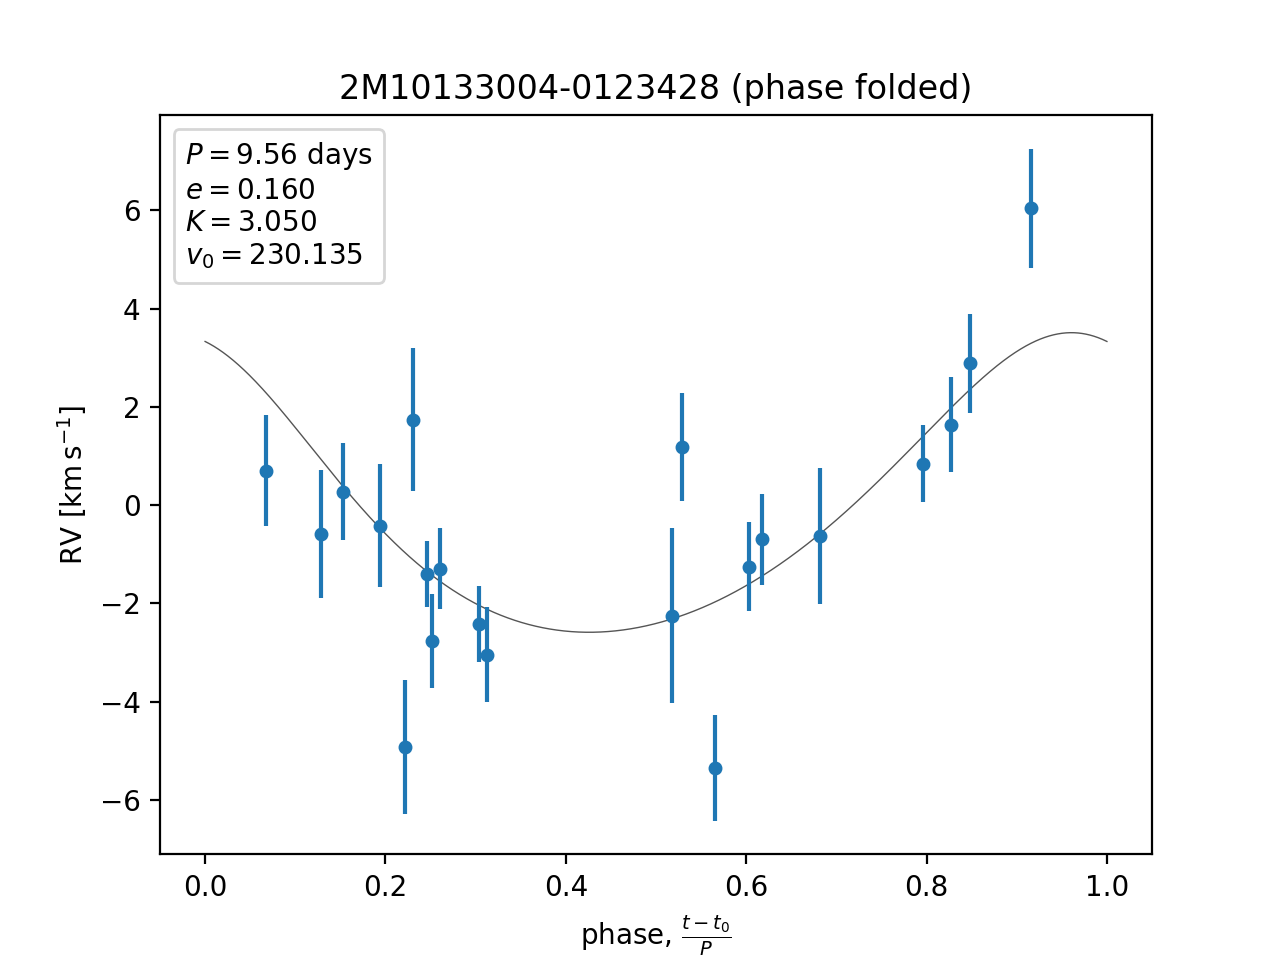 2M10133004-0123428 (phase folded)
P = 9.56 days
e = 0.160
K = 3.050
v₀ = 230.135
6
4
2
0
−2
−4
−6
RV [km s⁻¹]
0.0 0.2 0.4 0.6 0.8 1.0
phase, (t − t₀)/P